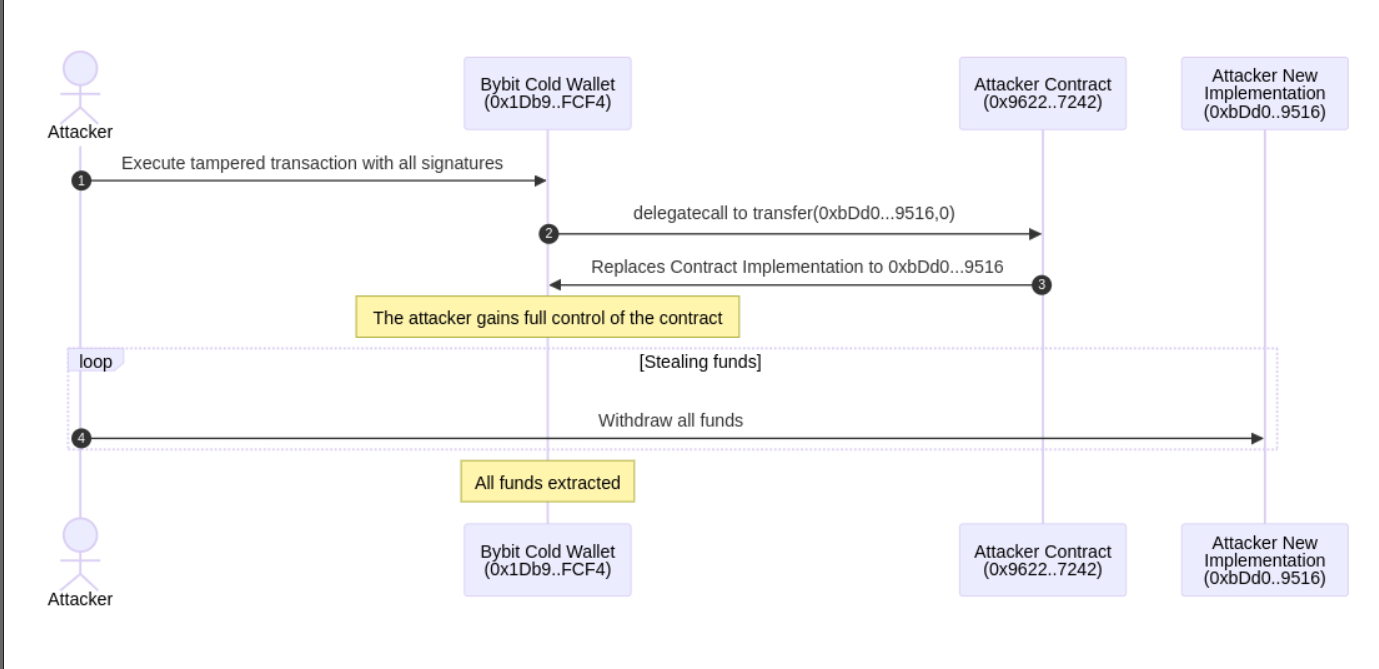 Bybit Cold Wallet
(0x1Db9..FCF4)
Attacker Contract
(0x9622..7242)
Attacker New
Implementation
(0xbDd0..9516)
Attacker
Execute tampered transaction with all signatures
1
delegatecall to transfer(0xbDd0...9516,0)
2
Replaces Contract Implementation to 0xbDd0...9516
3
The attacker gains full control of the contract
loop
[Stealing funds]
Withdraw all funds
4
All funds extracted
Bybit Cold Wallet
(0x1Db9..FCF4)
Attacker Contract
(0x9622..7242)
Attacker New
Implementation
(0xbDd0..9516)
Attacker